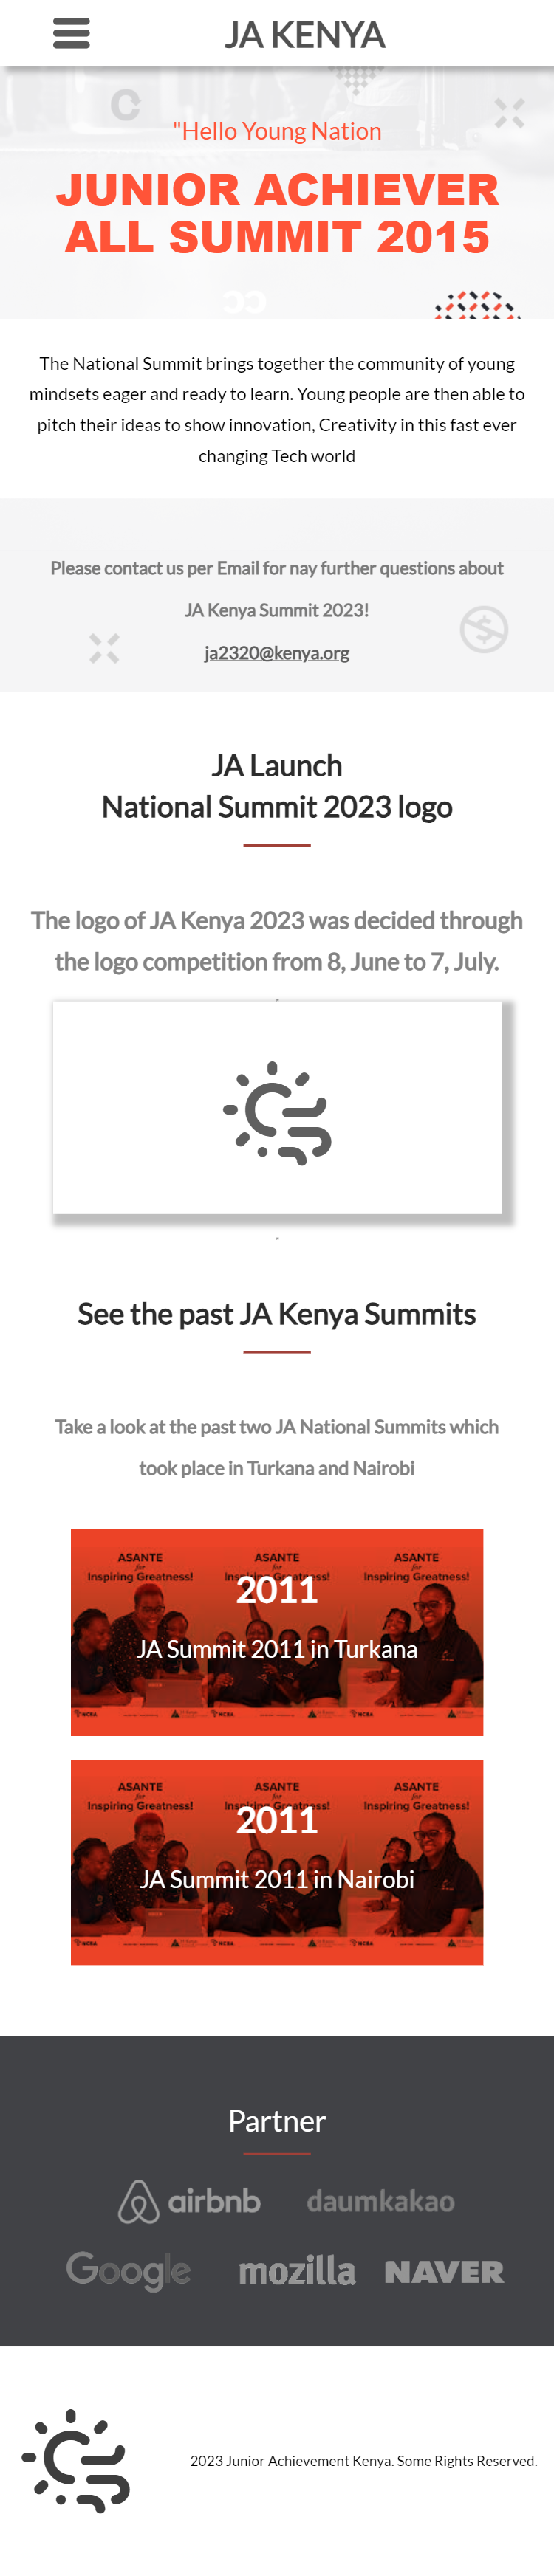 JA KENYA
"Hello Young Nation
JUNIOR ACHIEVER
ALL SUMMIT 2015
The National Summit brings together the community of young
mindsets eager and ready to learn. Young people are then able to
pitch their ideas to show innovation, Creativity in this fast ever
changing Tech world
Please contact us per Email for nay further questions about
JA Kenya Summit 2023!
ja2320@kenya.org
JA Launch
National Summit 2023 logo
The logo of JA Kenya 2023 was decided through
the logo competition from 8, June to 7, July.
See the past JA Kenya Summits
Take a look at the past two JA National Summits which
took place in Turkana and Nairobi
ASANTE ASANTE ASANTE
for for for
Inspiring Greatness! Inspiring Greatness! Inspiring Greatness!
2011
JA Summit 2011 in Turkana
NCBA NCBA NCBA
ASANTE ASANTE ASANTE
for for for
Inspiring Greatness! Inspiring Greatness! Inspiring Greatness!
2011
JA Summit 2011 in Nairobi
NCBA NCBA NCBA
Partner
airbnb daumkakao
Google mozilla NAVER
2023 Junior Achievement Kenya. Some Rights Reserved.